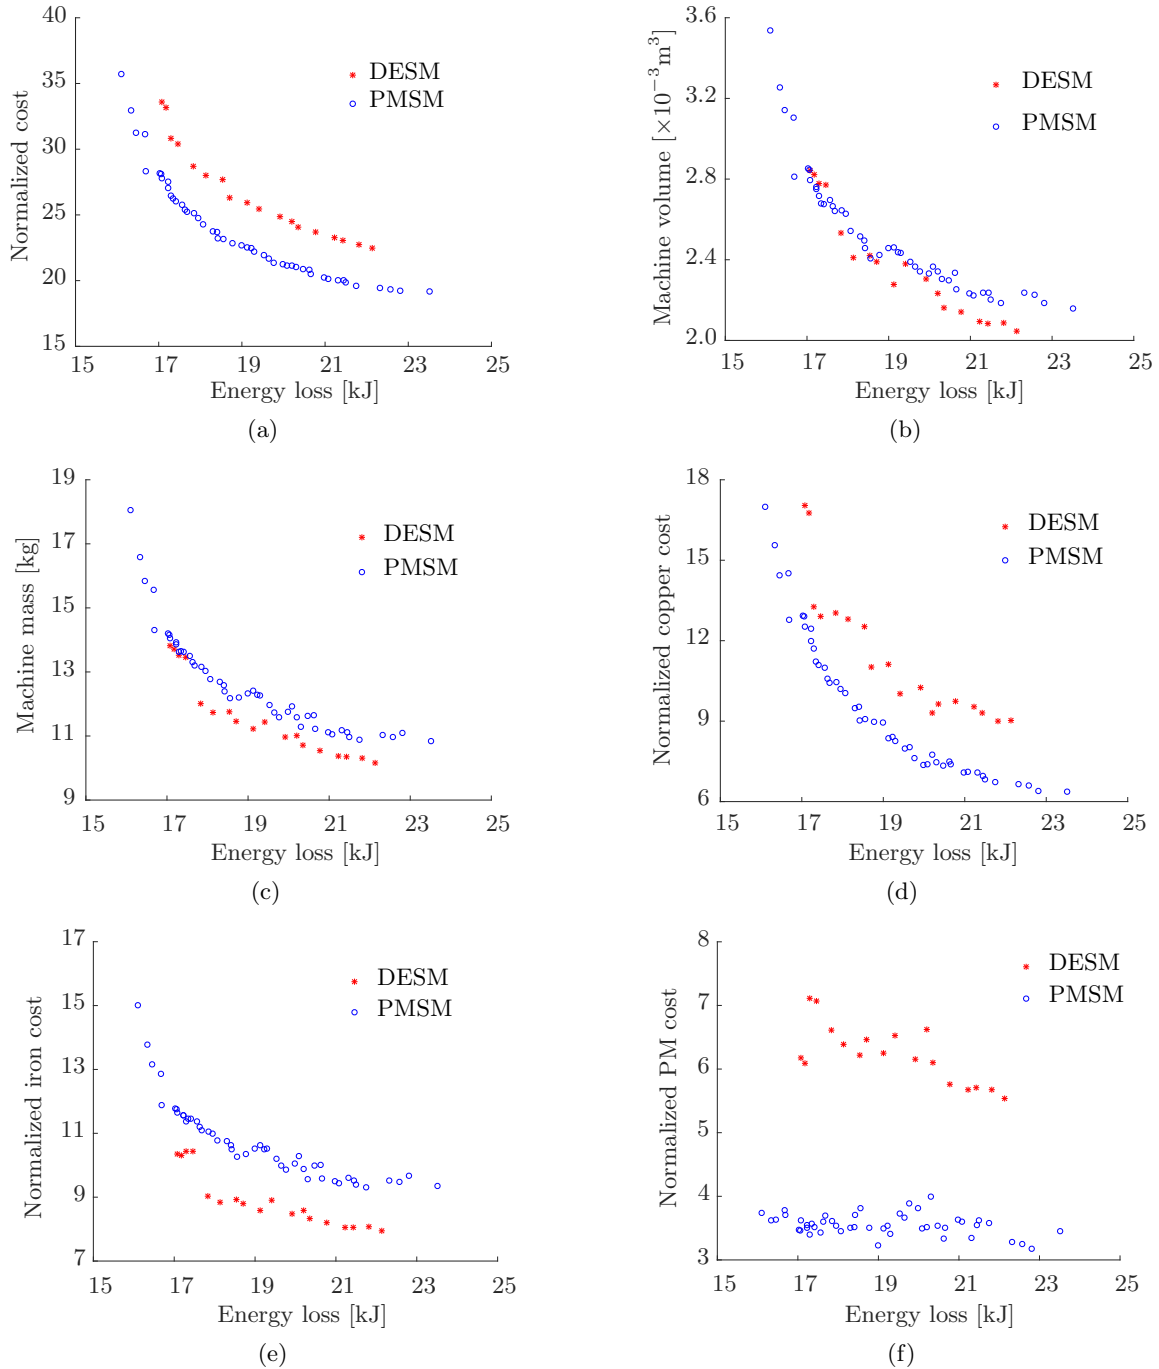 40
35
30
25
20
15
Normalized cost
DESM
PMSM
15 17 19 21 23 25
Energy loss [kJ]
(a)
3.6
3.2
2.8
2.4
2.0
Machine volume [×10⁻³m³]
DESM
PMSM
15 17 19 21 23 25
Energy loss [kJ]
(b)
19
17
15
13
11
9
Machine mass [kg]
DESM
PMSM
15 17 19 21 23 25
Energy loss [kJ]
(c)
18
15
12
9
6
Normalized copper cost
DESM
PMSM
15 17 19 21 23 25
Energy loss [kJ]
(d)
17
15
13
11
9
7
Normalized iron cost
DESM
PMSM
15 17 19 21 23 25
Energy loss [kJ]
(e)
8
7
6
5
4
3
Normalized PM cost
DESM
PMSM
15 17 19 21 23 25
Energy loss [kJ]
(f)